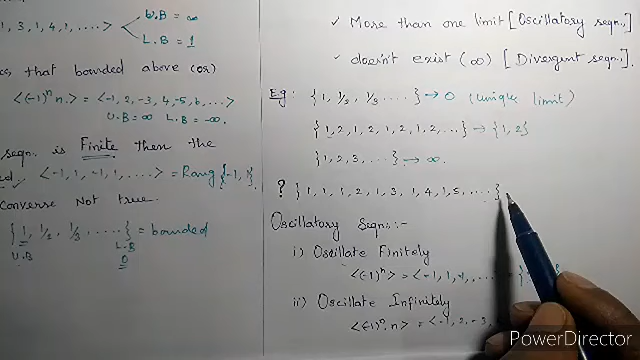 1, 3, 1, 4, 1, .....> U.B = ∞
L.B = 1
that bounded above (or)
<(-1)ⁿ n.> = <-1, 2, -3, 4, -5, 6, ...>
U.B = ∞ L.B = -∞.
seqn. is Finite then the
<-1, 1, -1, 1, .....> = Rang{-1, 1}.
Converse Not true.
{1, 1/2, 1/3, .....} = bounded
U.B L.B
0
✓ More than one limit [Oscillatory seqn.]
✓ doesn't exist (∞) [Divergent seqn.].
E.g: {1, 1/2, 1/3 .....} → 0 (unique limit)
{1, 2, 1, 2, 1, 2, 1, 2, ...} → {1, 2}
{1, 2, 3, ....} → ∞.
? {1, 1, 1, 2, 1, 3, 1, 4, 1, 5, .....}
Oscillatory Seqn:-
i) Oscillate Finitely
<(-1)ⁿ> = <-1, 1, -1, ....
ii) Oscillate Infinitely
<(-1)ⁿ. n> = <-1, 2, -3,
PowerDirector